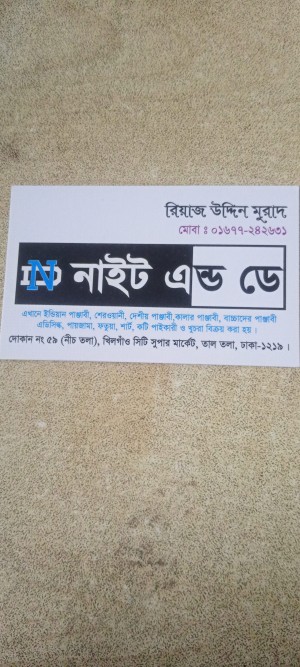 রিয়াজ উদ্দিন মুরাদ
মোবা : ০১৬৭৭-২৪২৬৩১
নাইট এন্ড ডে
এখানে ইন্ডিয়ান পাঞ্জাবী, শেরওয়ানী, দেশীয় পাঞ্জাবী,কালার পাঞ্জাবী, বাচ্চাদের পাঞ্জাবী
এডিসিল্ক, পায়জামা, ফতুয়া, শার্ট, কটি পাইকারী ও খুচরা বিক্রয় করা হয় ।
দোকান নং ৫৯ (নীচ তলা), খিলগাঁও সিটি সুপার মার্কেট, তাল তলা, ঢাকা-১২১৯ ।